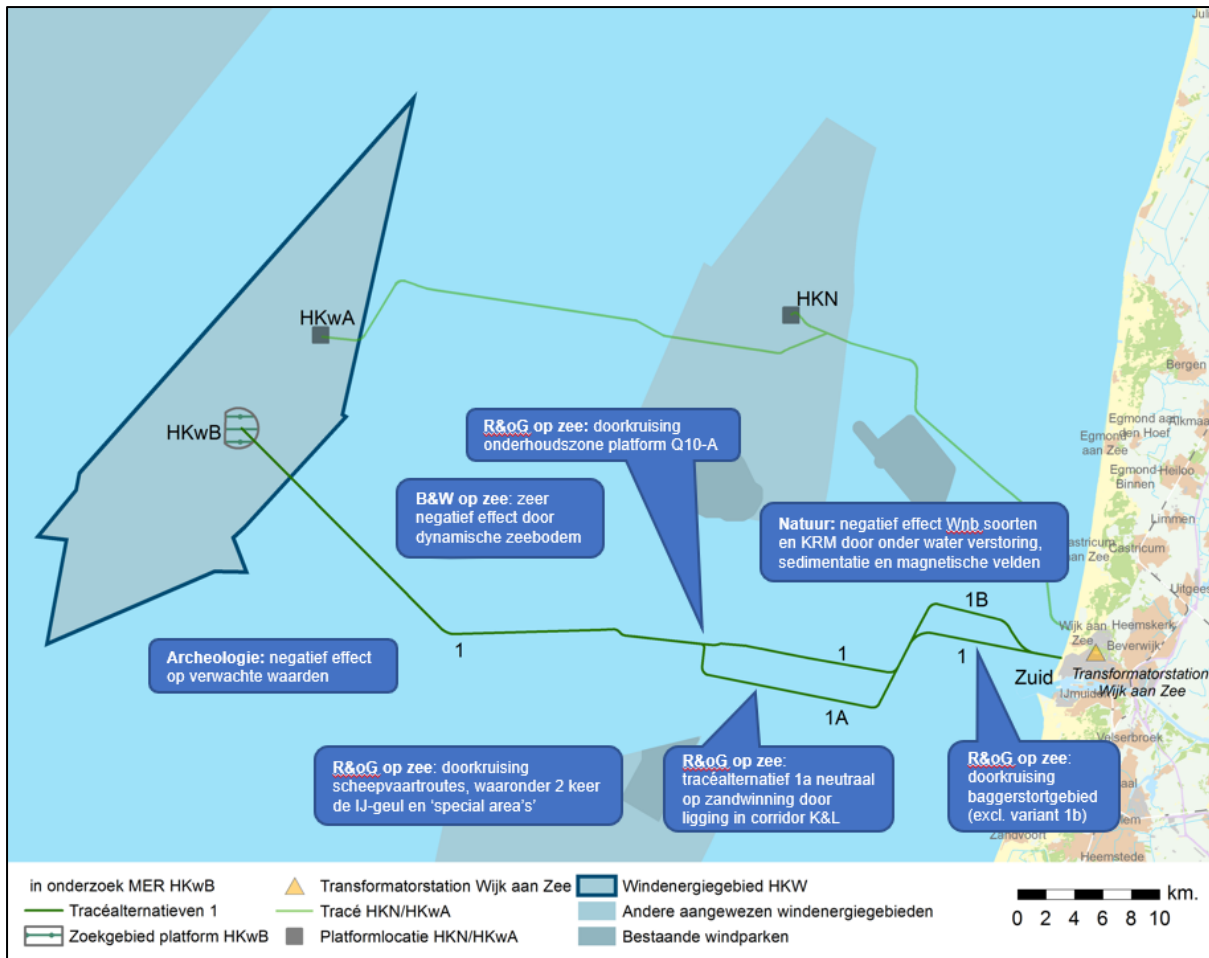 Juli
HKwA
HKN
Bergen
Egmond aan
den Hoef
Alkmaar
Egmond
aan Zee
Egmond-Heiloo
Binnen
HKwB
R&oG op zee: doorkruising
onderhoudszone platform Q10-A
B&W op zee: zeer
negatief effect door
dynamische zeebodem
Natuur: negatief effect Wnb soorten
en KRM door onder water verstoring,
sedimentatie en magnetische velden
Limmen
Castricum
aan Zee
Castricum
Uitgees
1B
Wijk aan
Zee
Heemskerk
Beverwijk
1
1
1
Zuid
Transformatorstation
Wijk aan Zee
IJmuiden
1A
Velserbroek
Archeologie: negatief effect
op verwachte waarden
R&oG op zee: doorkruising
scheepvaartroutes, waaronder 2 keer
de IJ-geul en ‘special area’s’
R&oG op zee:
tracéalternatief 1a neutraal
op zandwinning door
ligging in corridor K&L
R&oG op zee:
doorkruising
baggerstortgebied
(excl. variant 1b)
Zandvoort
Heemstede
in onderzoek MER HKwB
Tracéalternatieven 1
Zoekgebied platform HKwB
Transformatorstation Wijk aan Zee
Tracé HKN/HKwA
Platformlocatie HKN/HKwA
Windenergiegebied HKW
Andere aangewezen windenergiegebieden
Bestaande windparken
km.
0 2 4 6 8 10